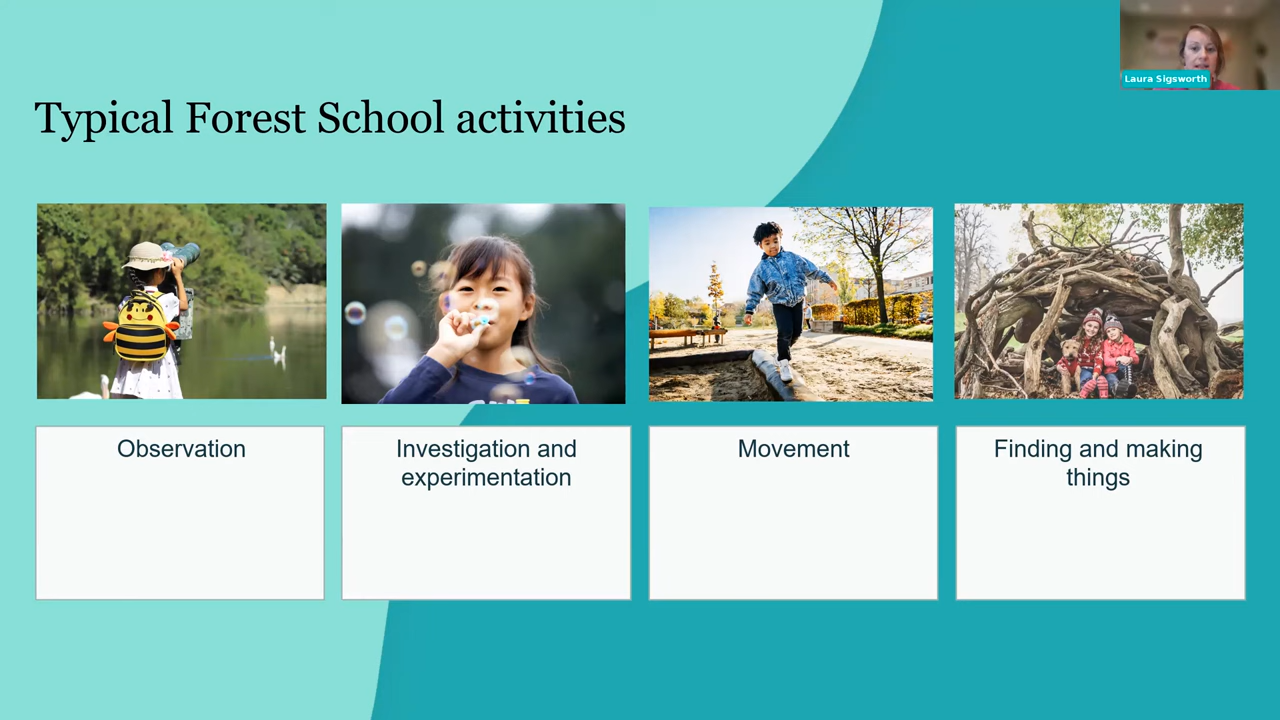 Laura Sigsworth
Typical Forest School activities
Observation
Investigation and
experimentation
Movement
Finding and making
things